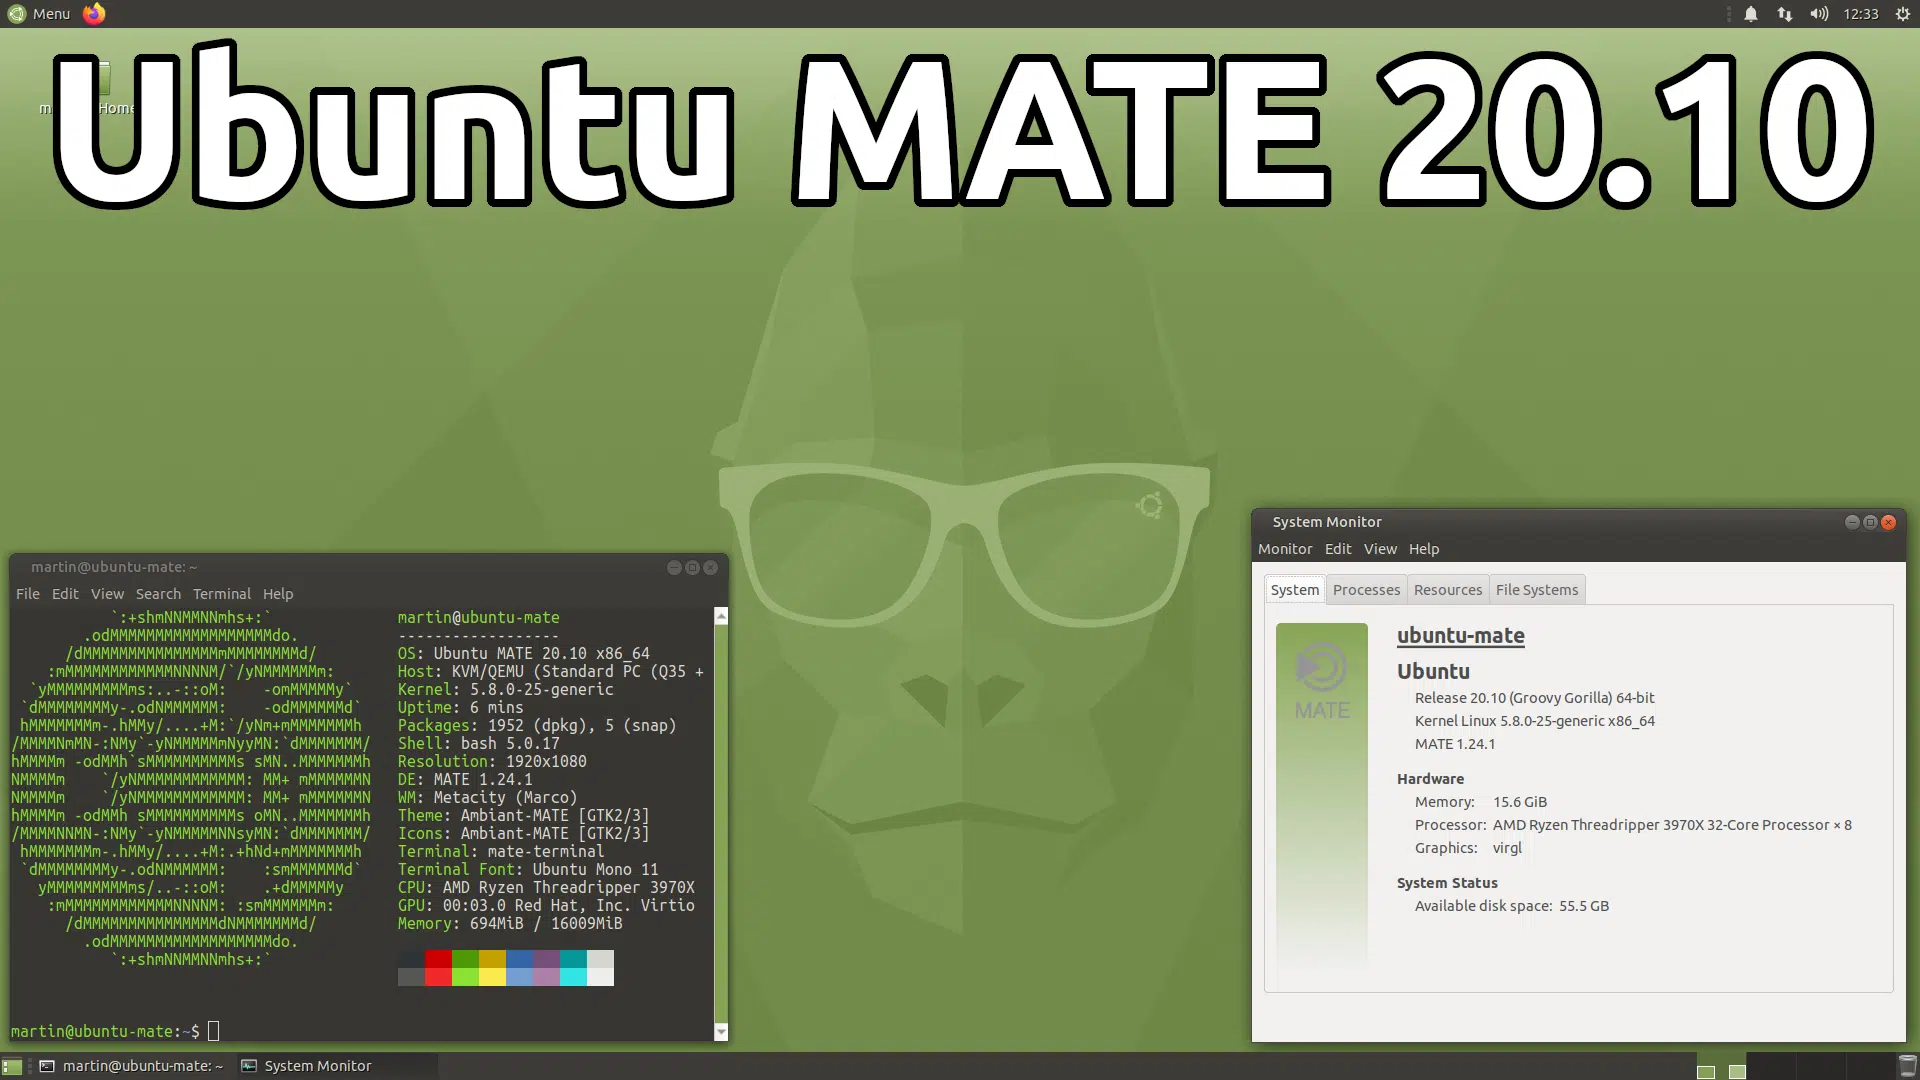 Menu
12:33
Ubuntu MATE 20.10
Home
martin@ubuntu-mate: ~
File Edit View Search Terminal Help
martin@ubuntu-mate
------------------
OS: Ubuntu MATE 20.10 x86_64
Host: KVM/QEMU (Standard PC (Q35 +
Kernel: 5.8.0-25-generic
Uptime: 6 mins
Packages: 1952 (dpkg), 5 (snap)
Shell: bash 5.0.17
Resolution: 1920x1080
DE: MATE 1.24.1
WM: Metacity (Marco)
Theme: Ambiant-MATE [GTK2/3]
Icons: Ambiant-MATE [GTK2/3]
Terminal: mate-terminal
Terminal Font: Ubuntu Mono 11
CPU: AMD Ryzen Threadripper 3970X
GPU: 00:03.0 Red Hat, Inc. Virtio
Memory: 694MiB / 16009MiB
martin@ubuntu-mate:~$
System Monitor
Monitor Edit View Help
System Processes Resources File Systems
MATE
ubuntu-mate
Ubuntu
Release 20.10 (Groovy Gorilla) 64-bit
Kernel Linux 5.8.0-25-generic x86_64
MATE 1.24.1
Hardware
Memory: 15.6 GiB
Processor: AMD Ryzen Threadripper 3970X 32-Core Processor × 8
Graphics: virgl
System Status
Available disk space: 55.5 GB
martin@ubuntu-mate: ~
System Monitor